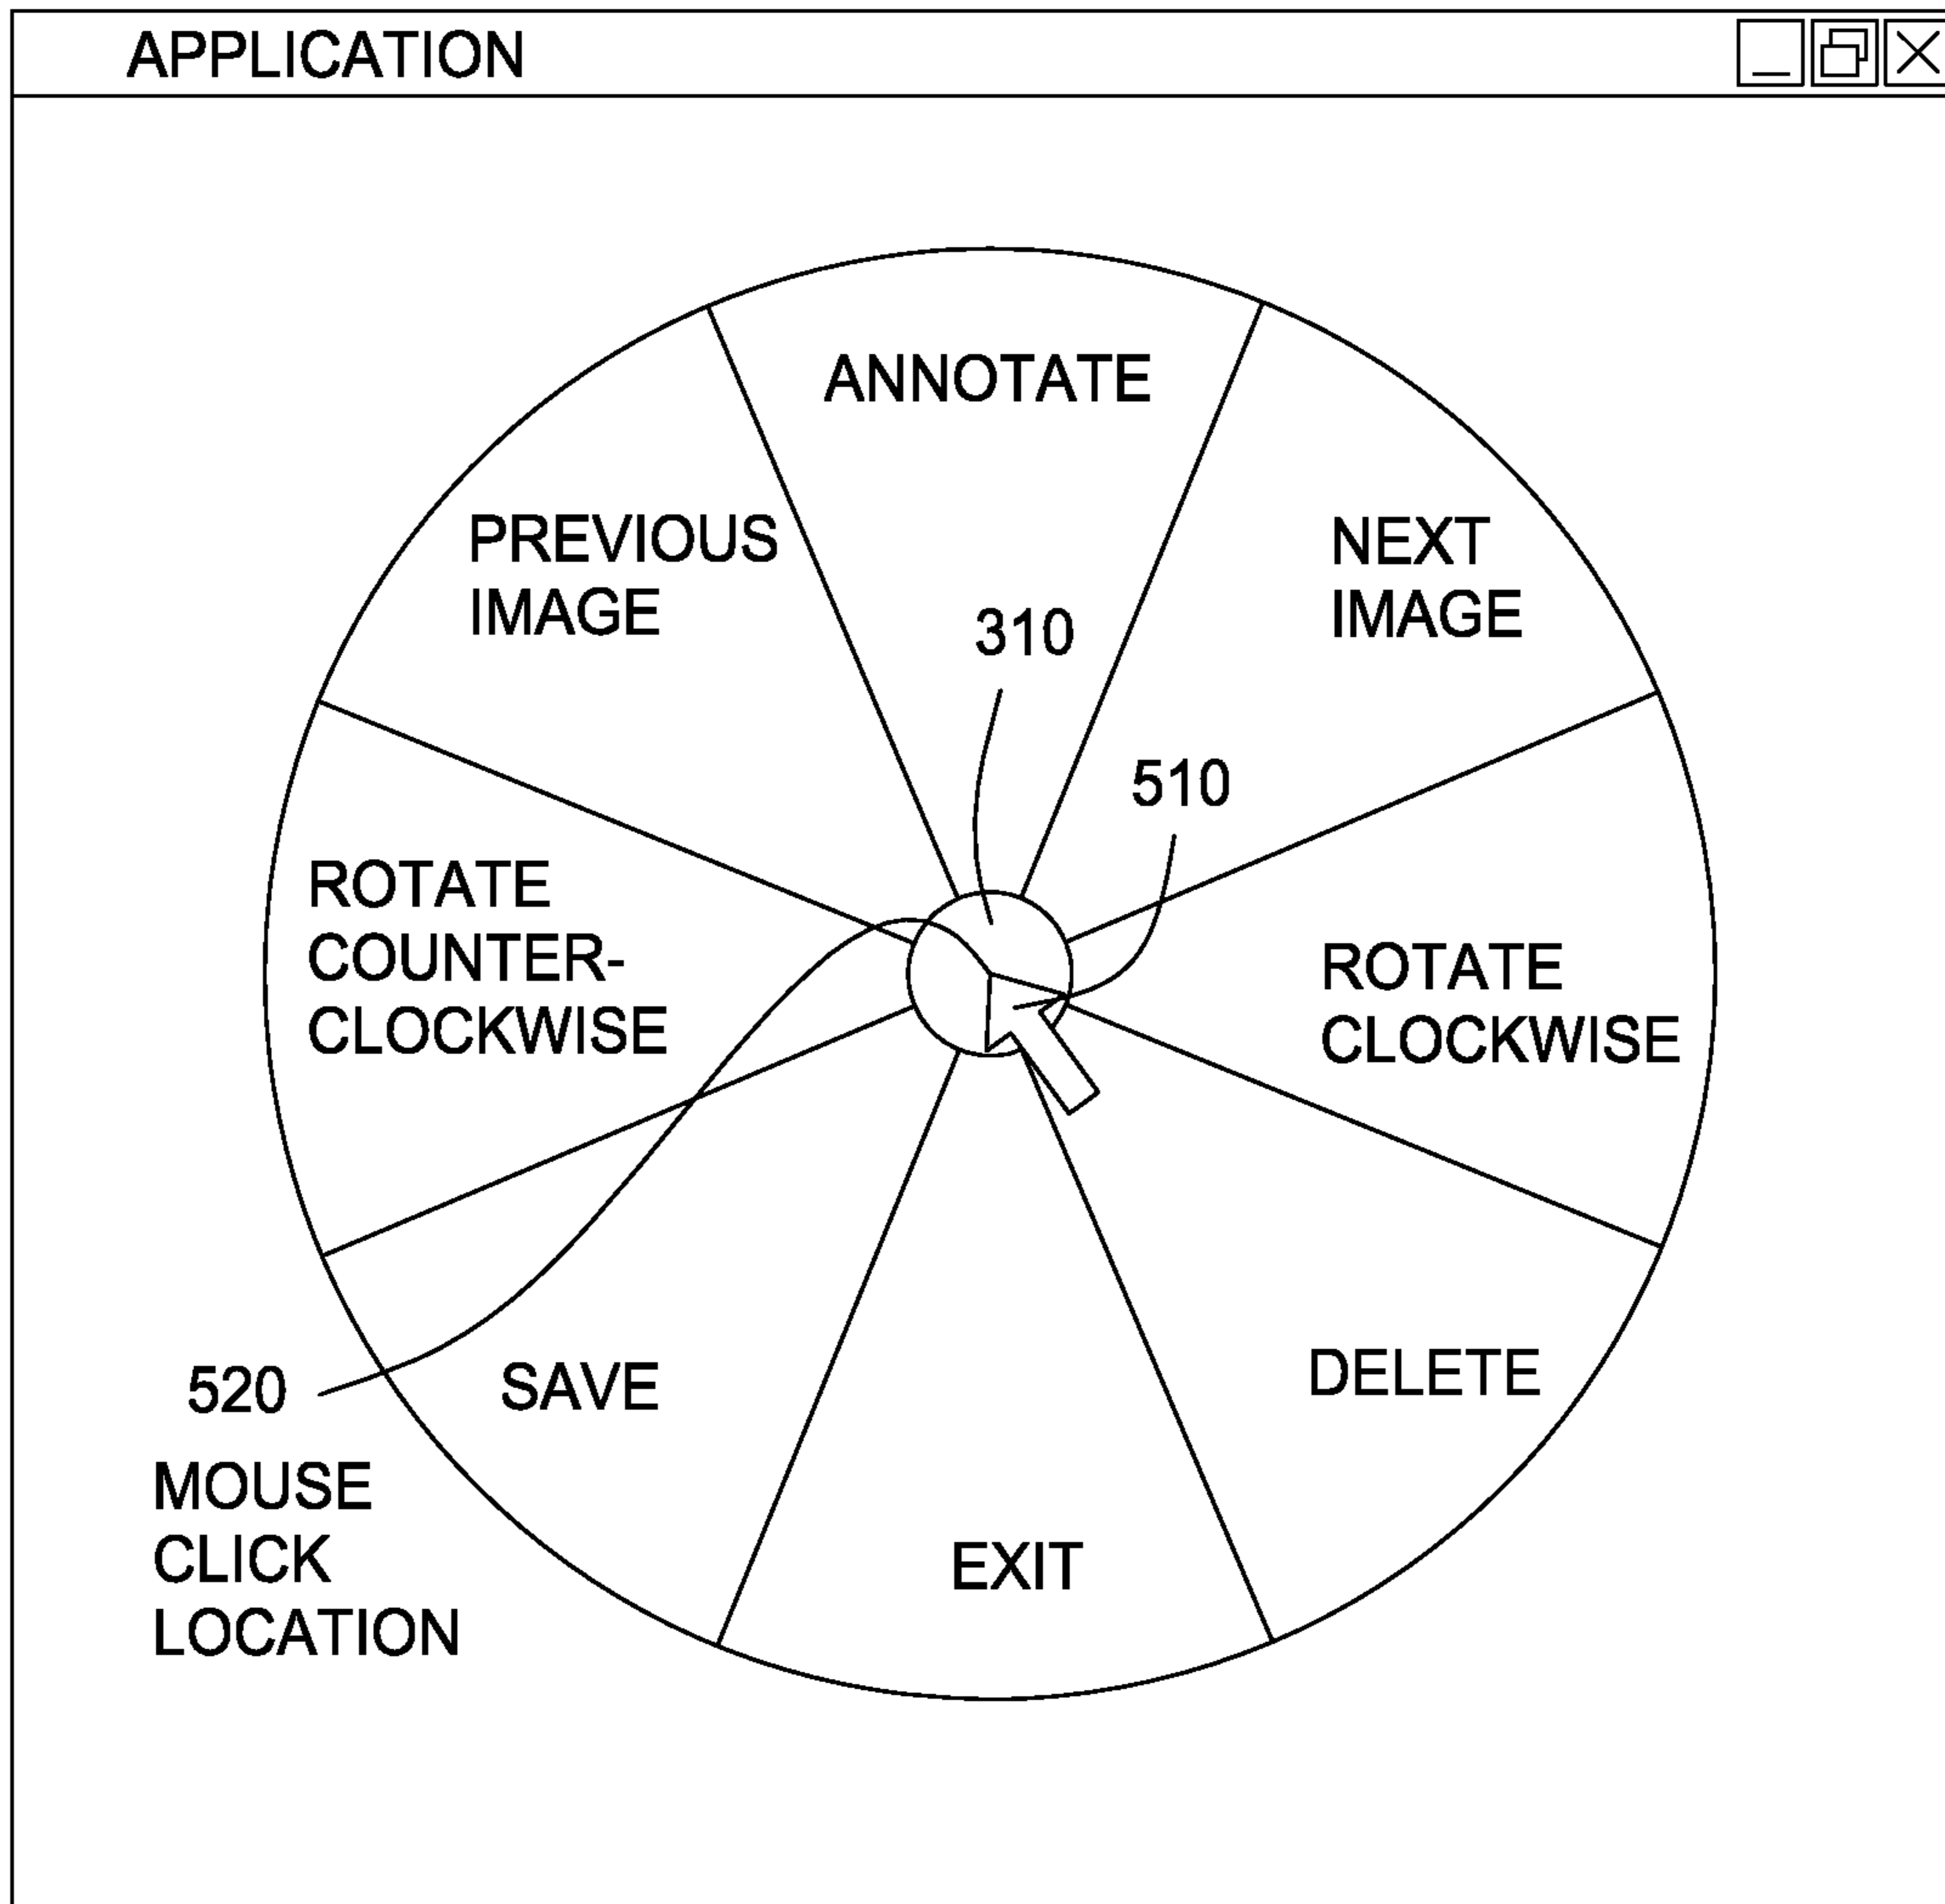 APPLICATION
ANNOTATE
PREVIOUS
IMAGE
NEXT
IMAGE
310
510
ROTATE
COUNTER-
CLOCKWISE
ROTATE
CLOCKWISE
520
MOUSE
CLICK
LOCATION
SAVE
DELETE
EXIT